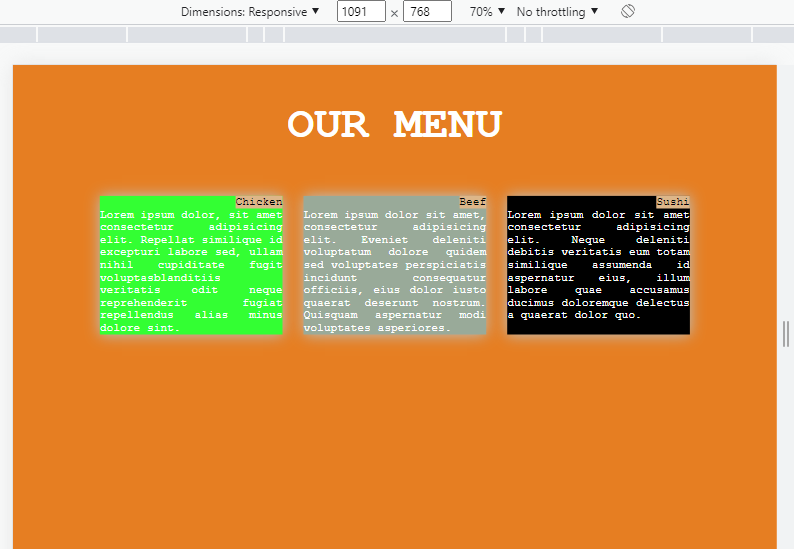 Dimensions: Responsive ▼ 1091 × 768 70% ▼ No throttling ▼
OUR MENU
Chicken
Lorem ipsum dolor, sit amet
consectetur adipisicing
elit. Repellat similique id
excepturi labore sed, ullam
nihil cupiditate fugit
voluptasblanditiis
veritatis odit neque
reprehenderit fugiat
repellendus alias minus
dolore sint.
Beef
Lorem ipsum dolor sit amet,
consectetur adipisicing
elit. Eveniet deleniti
voluptatum dolore quidem
sed voluptates perspiciatis
incidunt consequatur
officiis, eius dolor iusto
quaerat deserunt nostrum.
Quisquam aspernatur modi
voluptates asperiores.
Sushi
Lorem ipsum dolor sit amet
consectetur adipisicing
elit. Neque deleniti
debitis veritatis eum totam
similique assumenda id
aspernatur eius, illum
labore quae accusamus
ducimus doloremque delectus
a quaerat dolor quo.